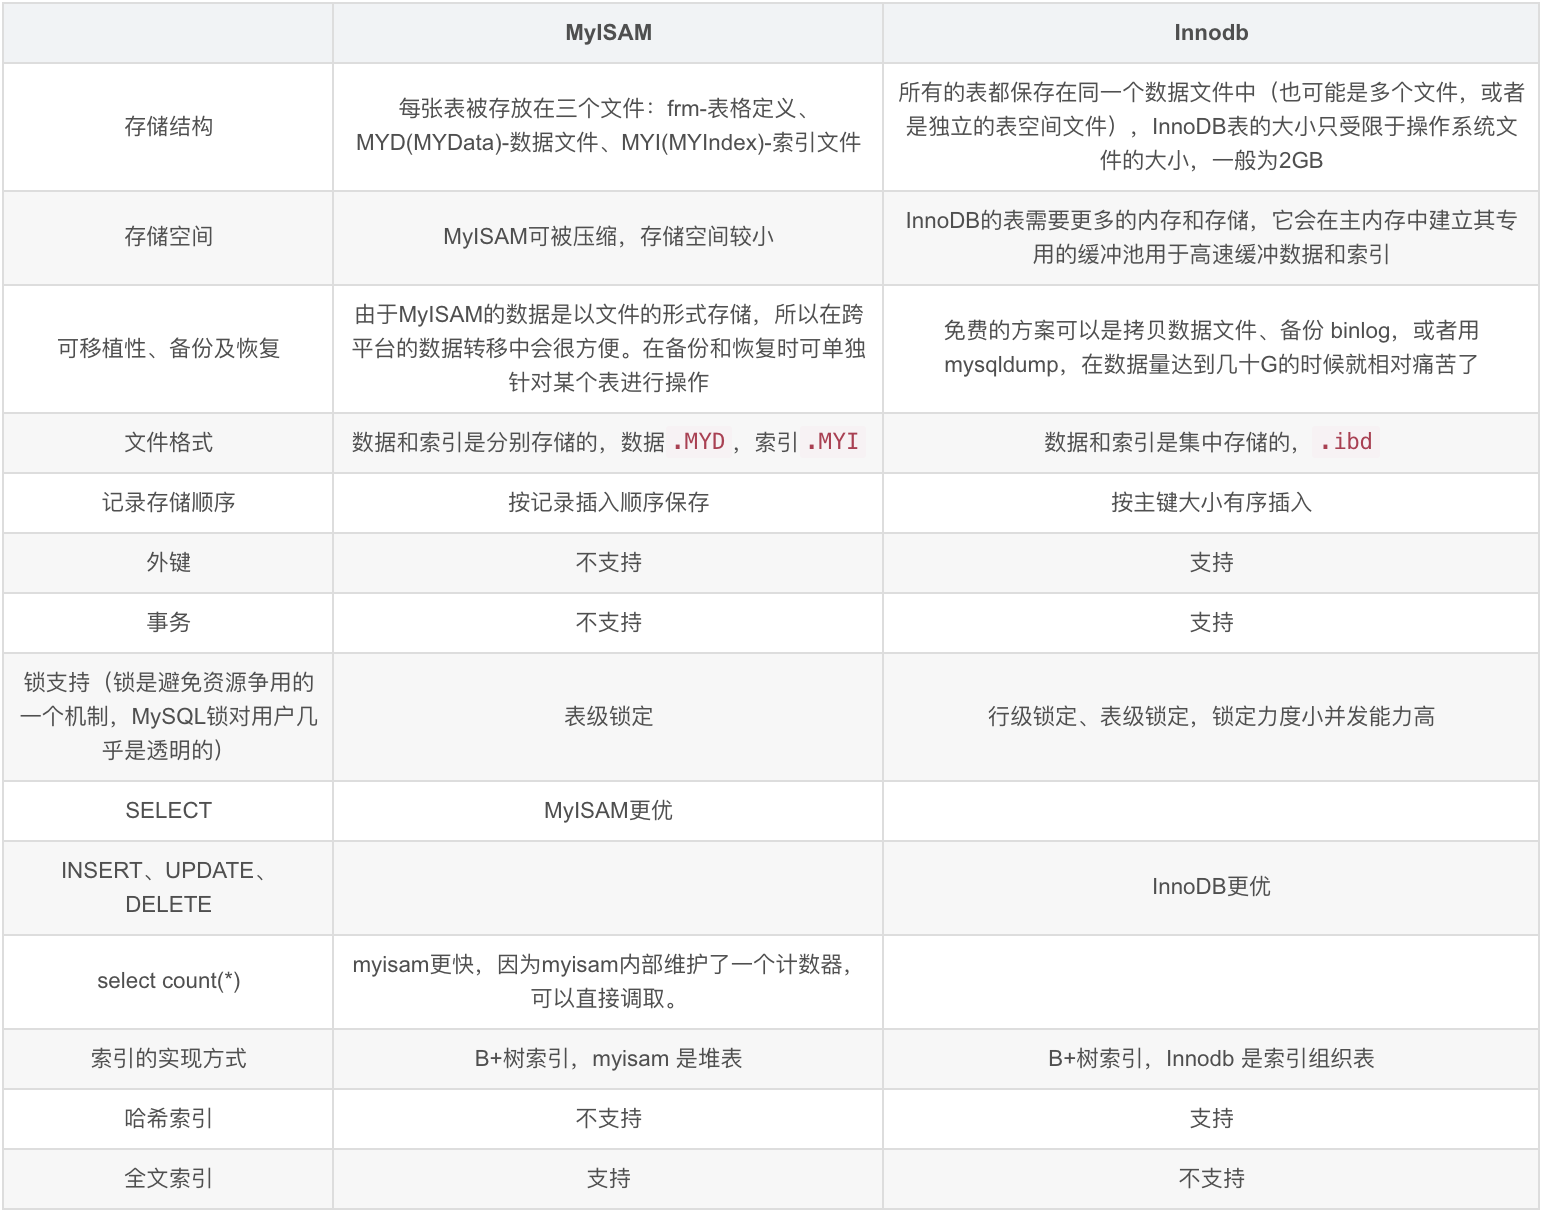 MyISAM
Innodb
存储结构
每张表被存放在三个文件：frm-表格定义、
MYD(MYData)-数据文件、MYI(MYIndex)-索引文件
所有的表都保存在同一个数据文件中（也可能是多个文件，或者
是独立的表空间文件），InnoDB表的大小只受限于操作系统文
件的大小，一般为2GB
存储空间
MyISAM可被压缩，存储空间较小
InnoDB的表需要更多的内存和存储，它会在主内存中建立其专
用的缓冲池用于高速缓冲数据和索引
可移植性、备份及恢复
由于MyISAM的数据是以文件的形式存储，所以在跨
平台的数据转移中会很方便。在备份和恢复时可单独
针对某个表进行操作
免费的方案可以是拷贝数据文件、备份 binlog，或者用
mysqldump，在数据量达到几十G的时候就相对痛苦了
文件格式
数据和索引是分别存储的，数据 .MYD ，索引 .MYI
数据和索引是集中存储的， .ibd
记录存储顺序
按记录插入顺序保存
按主键大小有序插入
外键
不支持
支持
事务
不支持
支持
锁支持（锁是避免资源争用的
一个机制，MySQL锁对用户几
乎是透明的）
表级锁定
行级锁定、表级锁定，锁定力度小并发能力高
SELECT
MyISAM更优
INSERT、UPDATE、
DELETE
InnoDB更优
select count(*)
myisam更快，因为myisam内部维护了一个计数器，
可以直接调取。
索引的实现方式
B+树索引，myisam 是堆表
B+树索引，Innodb 是索引组织表
哈希索引
不支持
支持
全文索引
支持
不支持